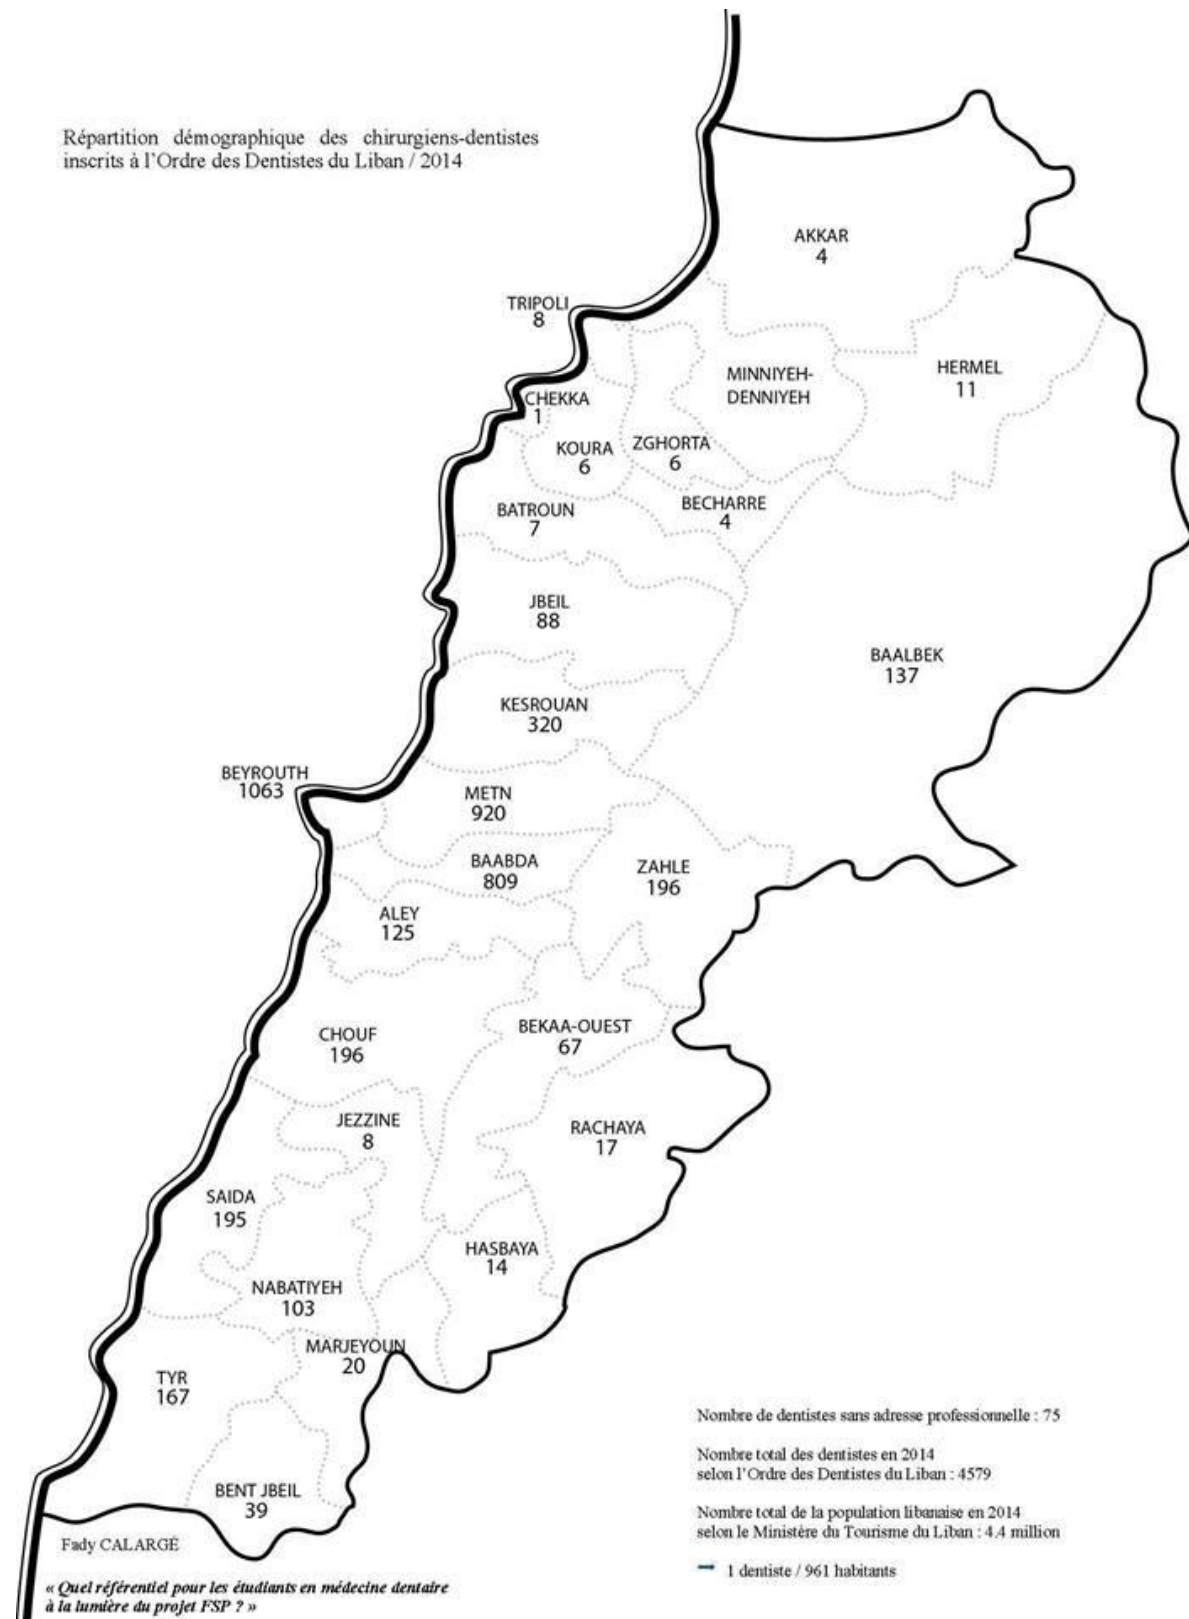 Répartition démographique des chirurgiens-dentistes
inscrits à l'Ordre des Dentistes du Liban / 2014
AKKAR
4
TRIPOLI
8
MINNIYEH-
DENNIYEH
HERMEL
11
CHEKKA
1
KOURA
6
ZGHORTA
6
BATROUN
7
BECHARRE
4
JBEIL
88
BAALBEK
137
KESROUAN
320
BEYROUTH
1063
METN
920
BAABDA
809
ZAHLE
196
ALEY
125
CHOUF
196
BEKAA-OUEST
67
JEZZINE
8
RACHAYA
17
SAIDA
195
HASBAYA
14
NABATIYEH
103
MARJEYOUN
20
TYR
167
BENT JBEIL
39
Nombre de dentistes sans adresse professionnelle : 75
Nombre total des dentistes en 2014
selon l'Ordre des Dentistes du Liban : 4579
Nombre total de la population libanaise en 2014
selon le Ministère du Tourisme du Liban : 4.4 million
➞ 1 dentiste / 961 habitants
Fady CALARGÉ
« Quel référentiel pour les étudiants en médecine dentaire
à la lumière du projet FSP ? »